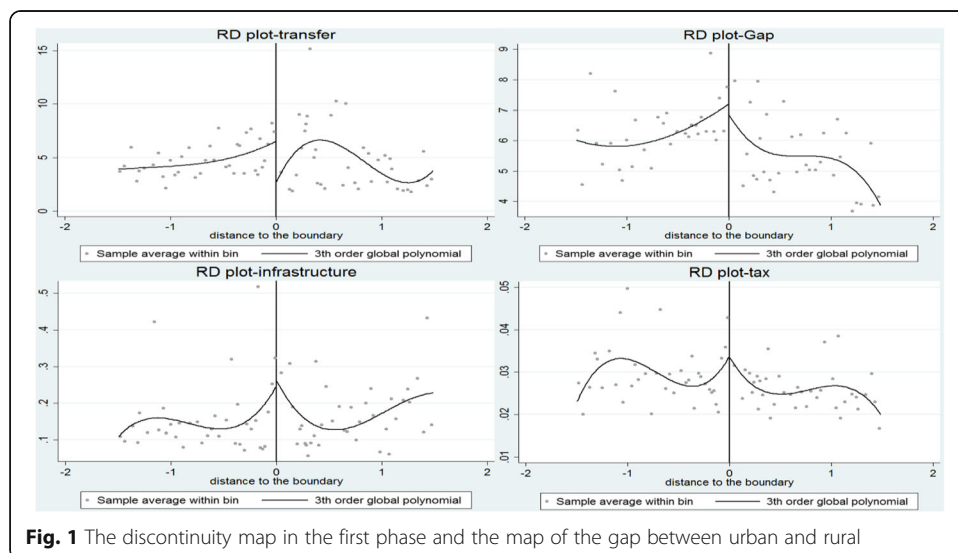 RD plot-transfer
15
10
5
0
-2
-1
0
1
2
distance to the boundary
Sample average within bin
3th order global polynomial
RD plot-Gap
9
8
7
6
5
4
-2
-1
0
1
2
distance to the boundary
Sample average within bin
3th order global polynomial
RD plot-infrastructure
.5
.4
.3
.2
.1
-2
-1
0
1
2
distance to the boundary
Sample average within bin
3th order global polynomial
RD plot-tax
.05
.04
.03
.02
.01
-2
-1
0
1
2
distance to the boundary
Sample average within bin
3th order global polynomial
Fig. 1 The discontinuity map in the first phase and the map of the gap between urban and rural